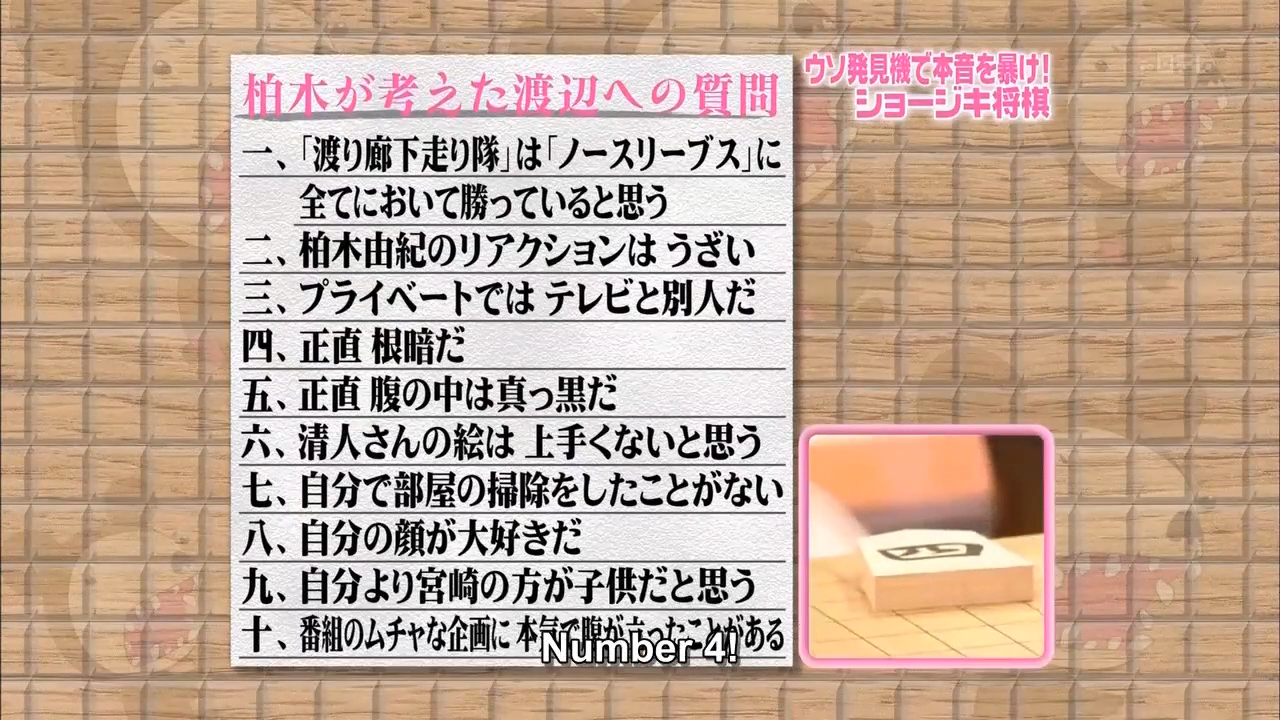 柏木が考えた渡辺への質問
一、「渡り廊下走り隊」は「ノースリーブス」に
全てにおいて勝っていると思う
二、柏木由紀のリアクションは うざい
三、プライベートでは テレビと別人だ
四、正直 根暗だ
五、正直 腹の中は真っ黒だ
六、清人さんの絵は 上手くないと思う
七、自分で部屋の掃除をしたことがない
八、自分の顔が大好きだ
九、自分より宮崎の方が子供だと思う
十、番組のムチャな企画に 本気で腹が立ったことがある
Number 4!
ウソ発見機で本音を暴け!
ショージキ将棋
四